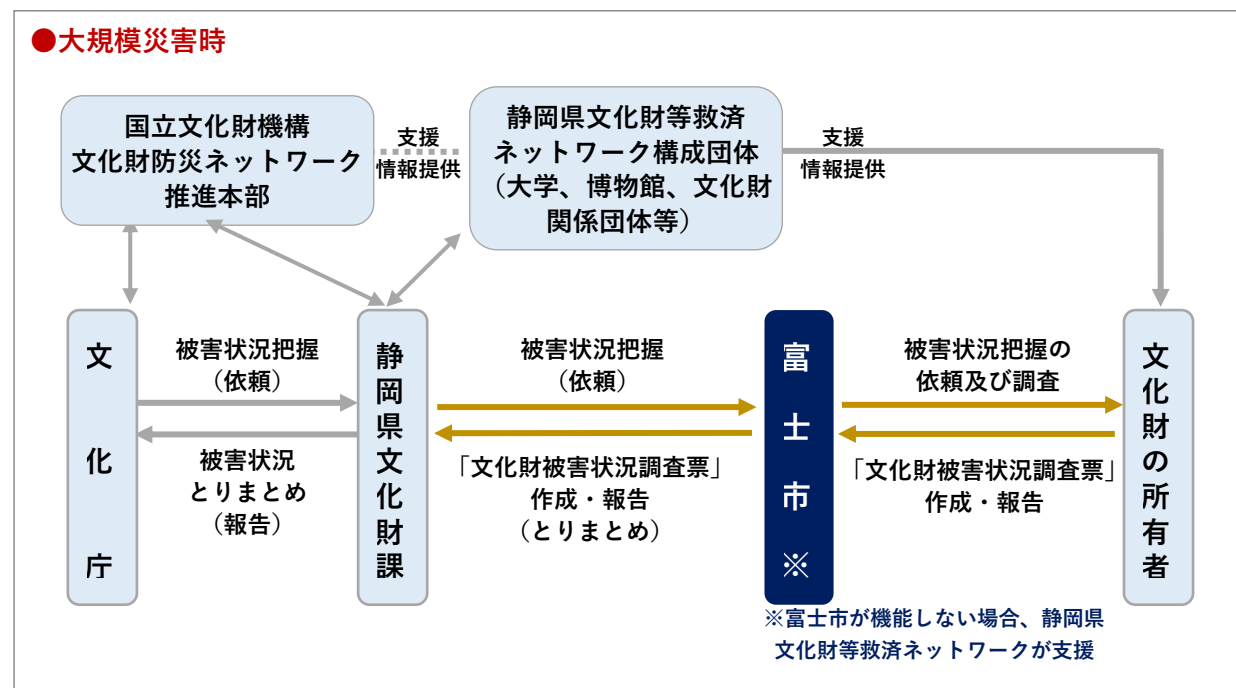 ●大規模災害時
国立文化財機構
文化財防災ネットワーク
推進本部
支援
情報提供
静岡県文化財等救済
ネットワーク構成団体
（大学、博物館、文化財
関係団体等）
支援
情報提供
文化庁
被害状況把握
（依頼）
被害状況
とりまとめ
（報告）
静岡県文化財課
被害状況把握
（依頼）
「文化財被害状況調査票」
作成・報告
（とりまとめ）
富士市※
被害状況把握の
依頼及び調査
「文化財被害状況調査票」
作成・報告
文化財の所有者
※富士市が機能しない場合、静岡県
文化財等救済ネットワークが支援